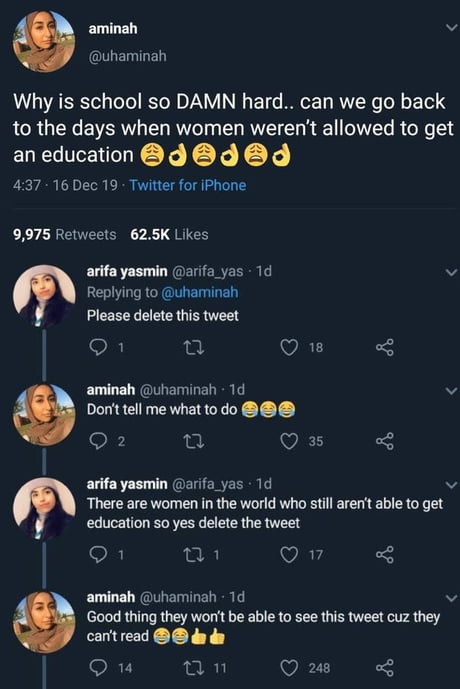 aminah
@uhaminah
Why is school so DAMN hard.. can we go back
to the days when women weren't allowed to get
an education 😩👌😩👌😩👌
4:37 · 16 Dec 19 · Twitter for iPhone
9,975 Retweets 62.5K Likes
arifa yasmin @arifa_yas · 1d
Replying to @uhaminah
Please delete this tweet
1 18
aminah @uhaminah · 1d
Don't tell me what to do 😂😂😂
2 35
arifa yasmin @arifa_yas · 1d
There are women in the world who still aren't able to get
education so yes delete the tweet
1 1 17
aminah @uhaminah · 1d
Good thing they won't be able to see this tweet cuz they
can't read 😂😂👍👍
14 11 248